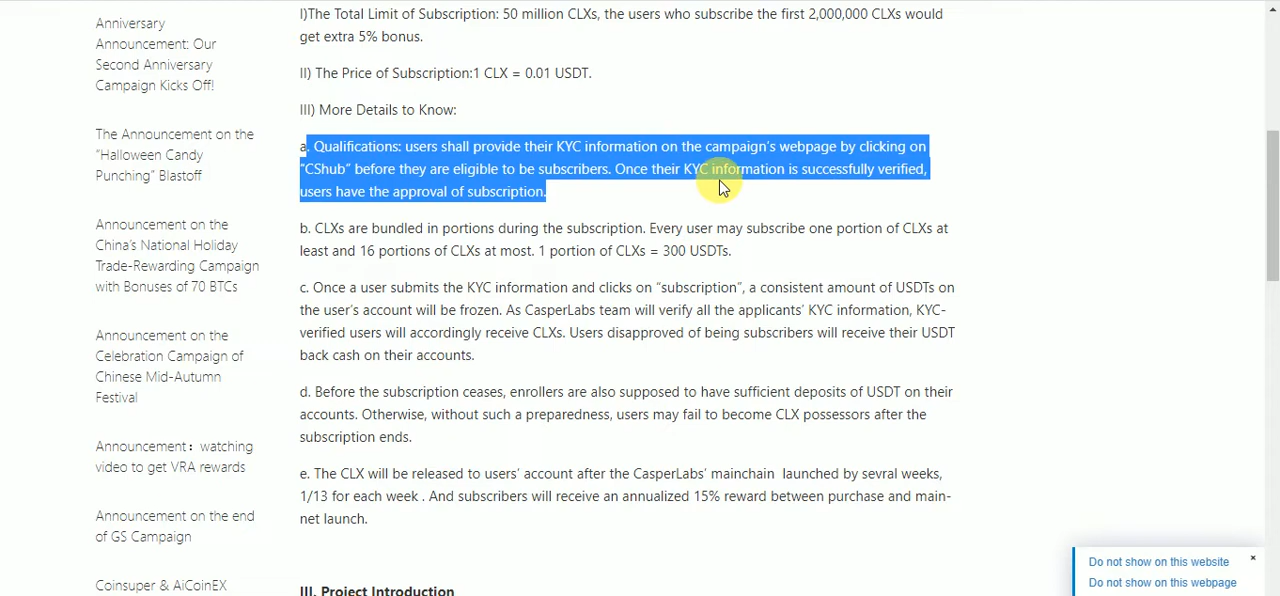 Anniversary
Announcement: Our
Second Anniversary
Campaign Kicks Off!
The Announcement on the
“Halloween Candy
Punching” Blastoff
Announcement on the
China’s National Holiday
Trade-Rewarding Campaign
with Bonuses of 70 BTCs
Announcement on the
Celebration Campaign of
Chinese Mid-Autumn
Festival
Announcement：watching
video to get VRA rewards
Announcement on the end
of GS Campaign
Coinsuper & AiCoinEX
I)The Total Limit of Subscription: 50 million CLXs, the users who subscribe the first 2,000,000 CLXs would
get extra 5% bonus.
II) The Price of Subscription:1 CLX = 0.01 USDT.
III) More Details to Know:
a. Qualifications: users shall provide their KYC information on the campaign’s webpage by clicking on
“CShub” before they are eligible to be subscribers. Once their KYC information is successfully verified,
users have the approval of subscription.
b. CLXs are bundled in portions during the subscription. Every user may subscribe one portion of CLXs at
least and 16 portions of CLXs at most. 1 portion of CLXs = 300 USDTs.
c. Once a user submits the KYC information and clicks on “subscription”, a consistent amount of USDTs on
the user’s account will be frozen. As CasperLabs team will verify all the applicants’ KYC information, KYC-
verified users will accordingly receive CLXs. Users disapproved of being subscribers will receive their USDT
back cash on their accounts.
d. Before the subscription ceases, enrollers are also supposed to have sufficient deposits of USDT on their
accounts. Otherwise, without such a preparedness, users may fail to become CLX possessors after the
subscription ends.
e. The CLX will be released to users’ account after the CasperLabs’ mainchain launched by sevral weeks,
1/13 for each week . And subscribers will receive an annualized 15% reward between purchase and main-
net launch.
III. Project Introduction
Do not show on this website
Do not show on this webpage